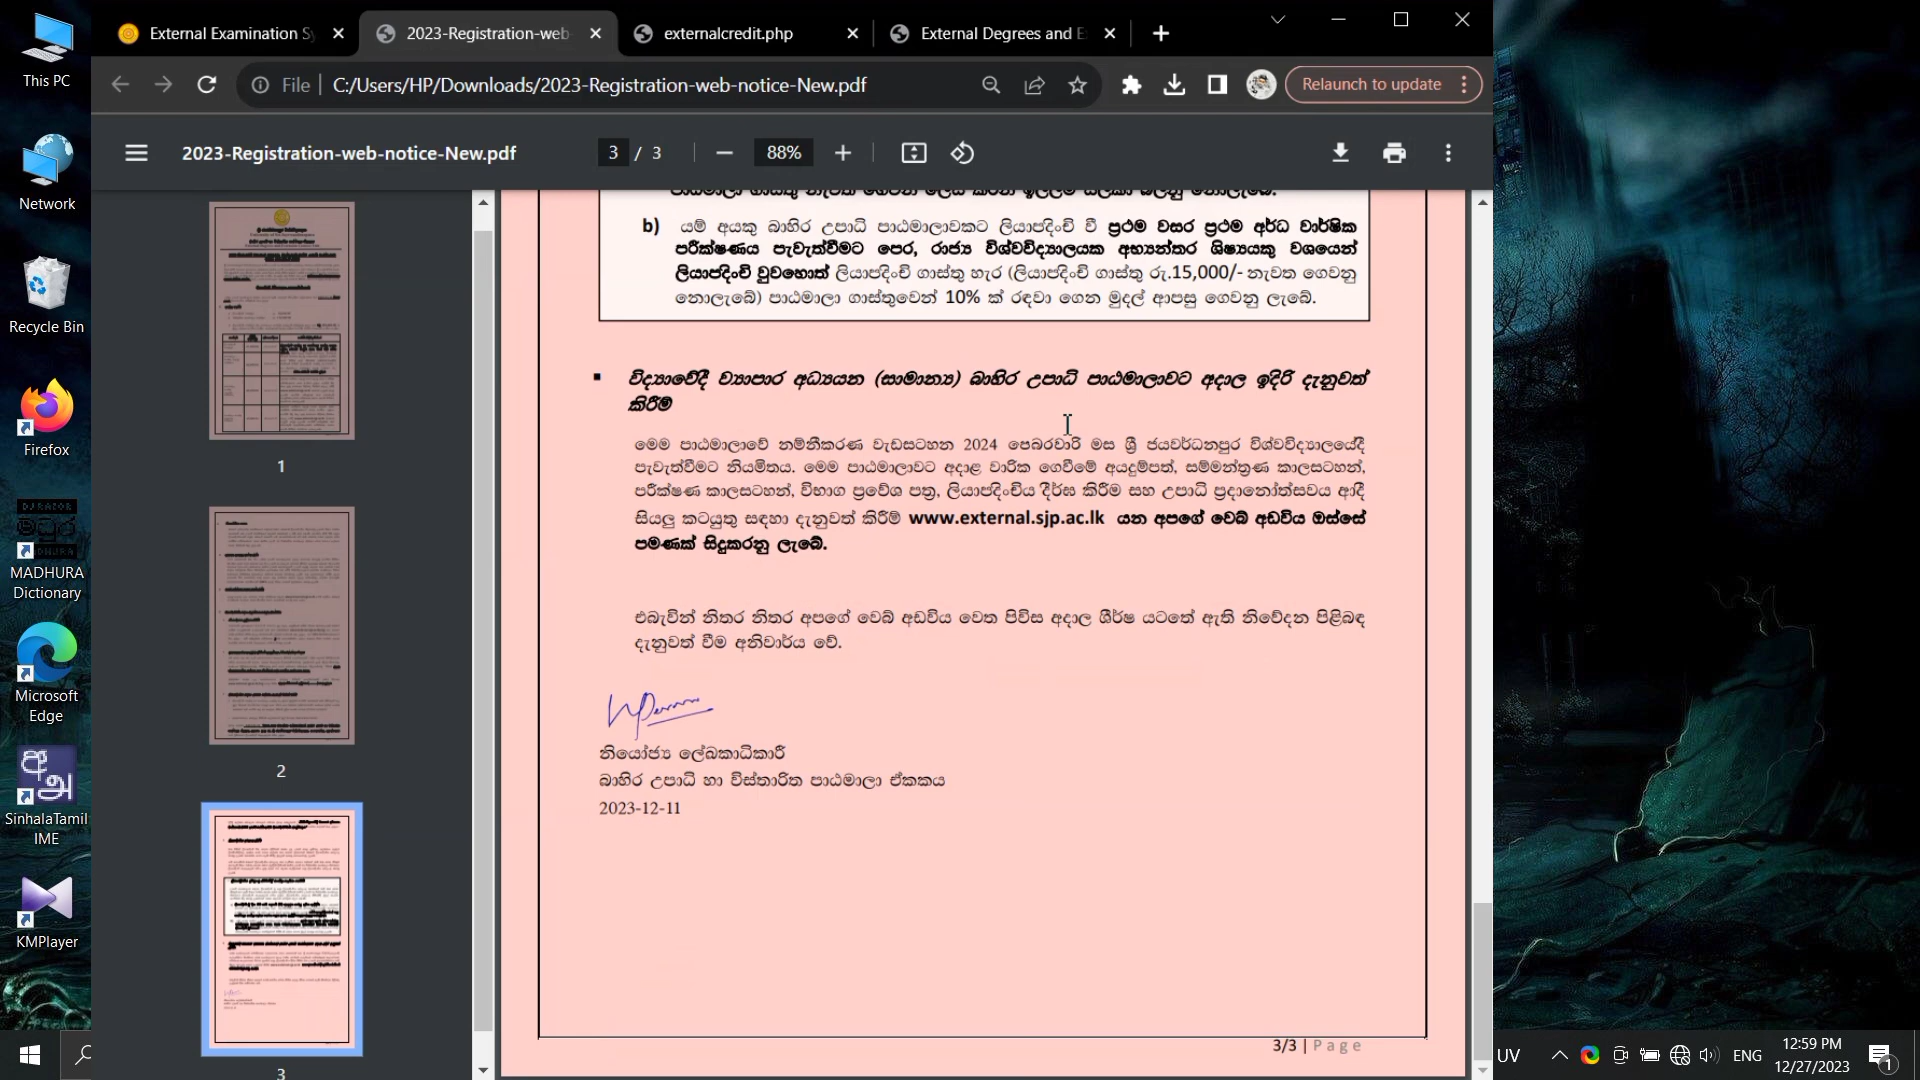 This PC
Network
Recycle Bin
Firefox
MADHURA
Dictionary
Microsoft
Edge
SinhalaTamil
IME
KMPlayer
External Examination Sy
2023-Registration-web-
externalcredit.php
External Degrees and E
File
C:/Users/HP/Downloads/2023-Registration-web-notice-New.pdf
Relaunch to update
2023-Registration-web-notice-New.pdf
3 / 3
88%
1
2
3
b) යම් අයකු බාහිර උපාධි පාඨමාලාවකට ලියාපදිංචි වී ප්‍රථම වසර ප්‍රථම අර්ධ වාර්ෂික
පරීක්ෂණය පැවැත්වීමට පෙර, රාජ්‍ය විශ්වවිද්‍යාලයක අභ්‍යන්තර ශිෂ්‍යයකු වශයෙන්
ලියාපදිංචි වුවහොත් ලියාපදිංචි ගාස්තු හැර (ලියාපදිංචි ගාස්තු රු.15,000/- නැවත ගෙවනු
නොලැබේ) පාඨමාලා ගාස්තුවෙන් 10% ක් රඳවා ගෙන මුදල් ආපසු ගෙවනු ලැබේ.
▪ විද්‍යාවේදී ව්‍යාපාර අධ්‍යයන (සාමාන්‍ය) බාහිර උපාධි පාඨමාලාවට අදාල ඉදිරි දැනුවත්
කිරීම
මෙම පාඨමාලාවේ නම්නීකරණ වැඩසටහන 2024 පෙබරවාරි මස ශ්‍රී ජයවර්ධනපුර විශ්වවිද්‍යාලයේදී
පැවැත්වීමට නියමිතය. මෙම පාඨමාලාවට අදාළ වාරික ගෙවීමේ අයදුම්පත්, සම්මන්ත්‍රණ කාලසටහන්,
පරීක්ෂණ කාලසටහන්, විභාග ප්‍රවේශ පත්‍ර, ලියාපදිංචිය දීර්ඝ කිරීම සහ උපාධි ප්‍රදානෝත්සවය ආදී
සියලු කටයුතු සඳහා දැනුවත් කිරීම් www.external.sjp.ac.lk යන අපගේ වෙබ් අඩවිය ඔස්සේ
පමණක් සිදුකරනු ලැබේ.
එබැවින් නිතර නිතර අපගේ වෙබ් අඩවිය වෙත පිවිස අදාල ශීර්ෂ යටතේ ඇති නිවේදන පිළිබඳ
දැනුවත් වීම අනිවාර්ය වේ.
නියෝජ්‍ය ලේඛකාධිකාරී
බාහිර උපාධි හා විස්තාරිත පාඨමාලා ඒකකය
2023-12-11
3/3 | Page
UV
ENG
12:59 PM
12/27/2023
1